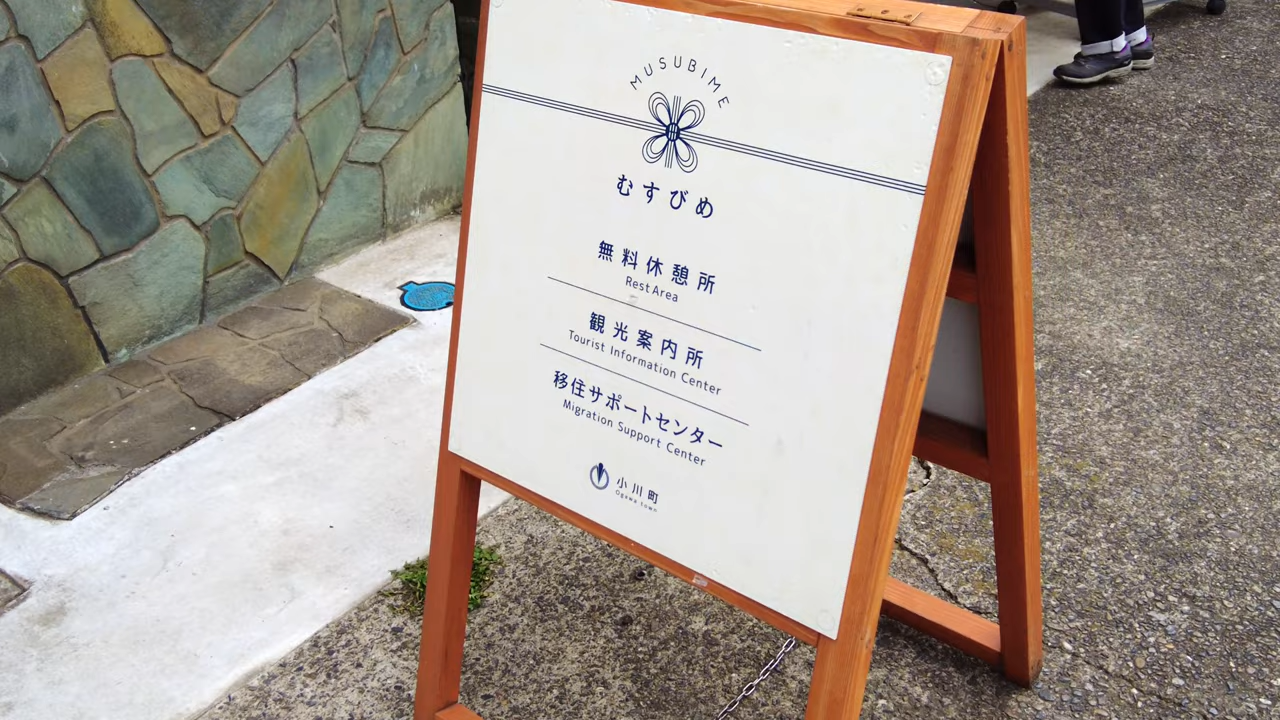 MUSUBIME
むすびめ
無料休憩所
Rest Area
観光案内所
Tourist Information Center
移住サポートセンター
Migration Support Center
小川町
Ogawa town